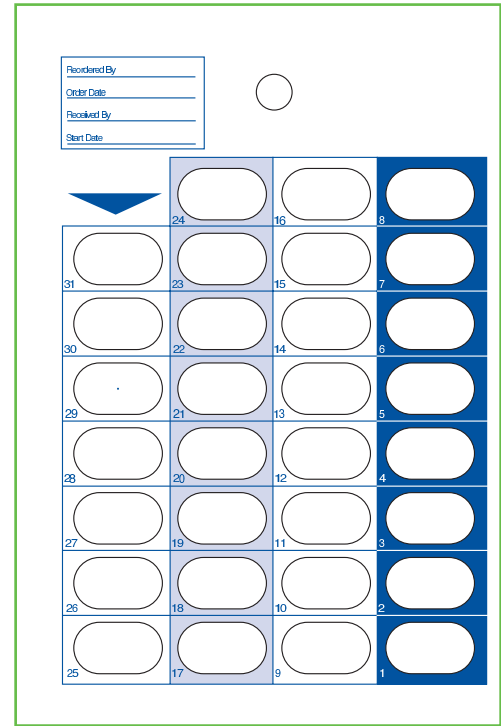 Reordered By
Order Date
Received By
Start Date
24 16 8
31 23 15 7
30 22 14 6
29 21 13 5
28 20 12 4
27 19 11 3
26 18 10 2
25 17 9 1